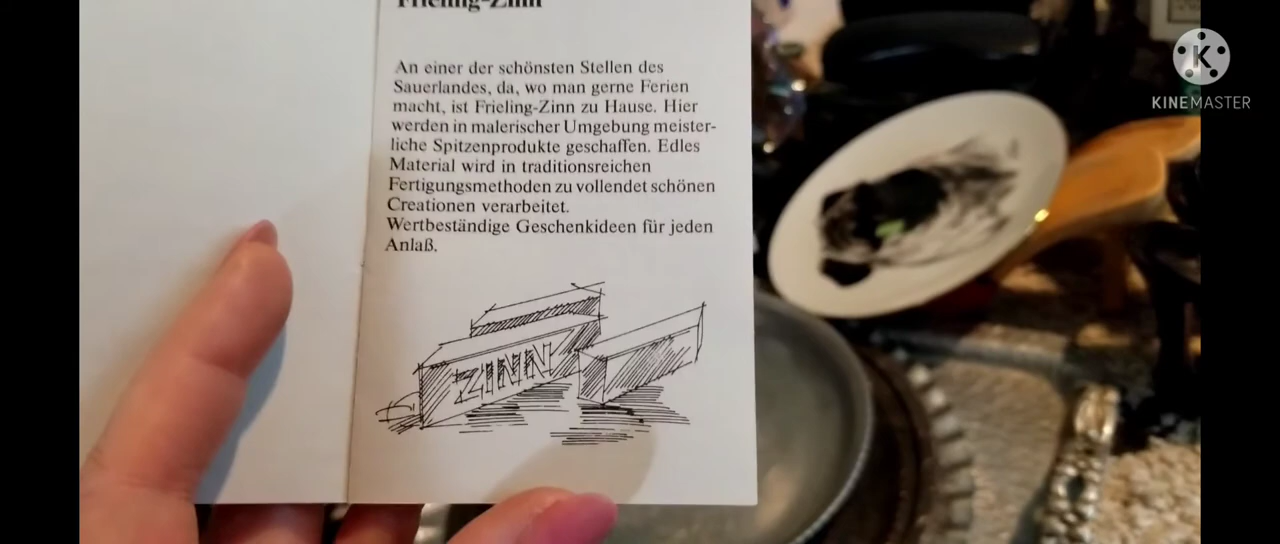 Frieling-Zinn
An einer der schönsten Stellen des
Sauerlandes, da, wo man gerne Ferien
macht, ist Frieling-Zinn zu Hause. Hier
werden in malerischer Umgebung meister-
liche Spitzenprodukte geschaffen. Edles
Material wird in traditionsreichen
Fertigungsmethoden zu vollendet schönen
Creationen verarbeitet.
Wertbeständige Geschenkideen für jeden
Anlaß.
ZINN
K
KINEMASTER